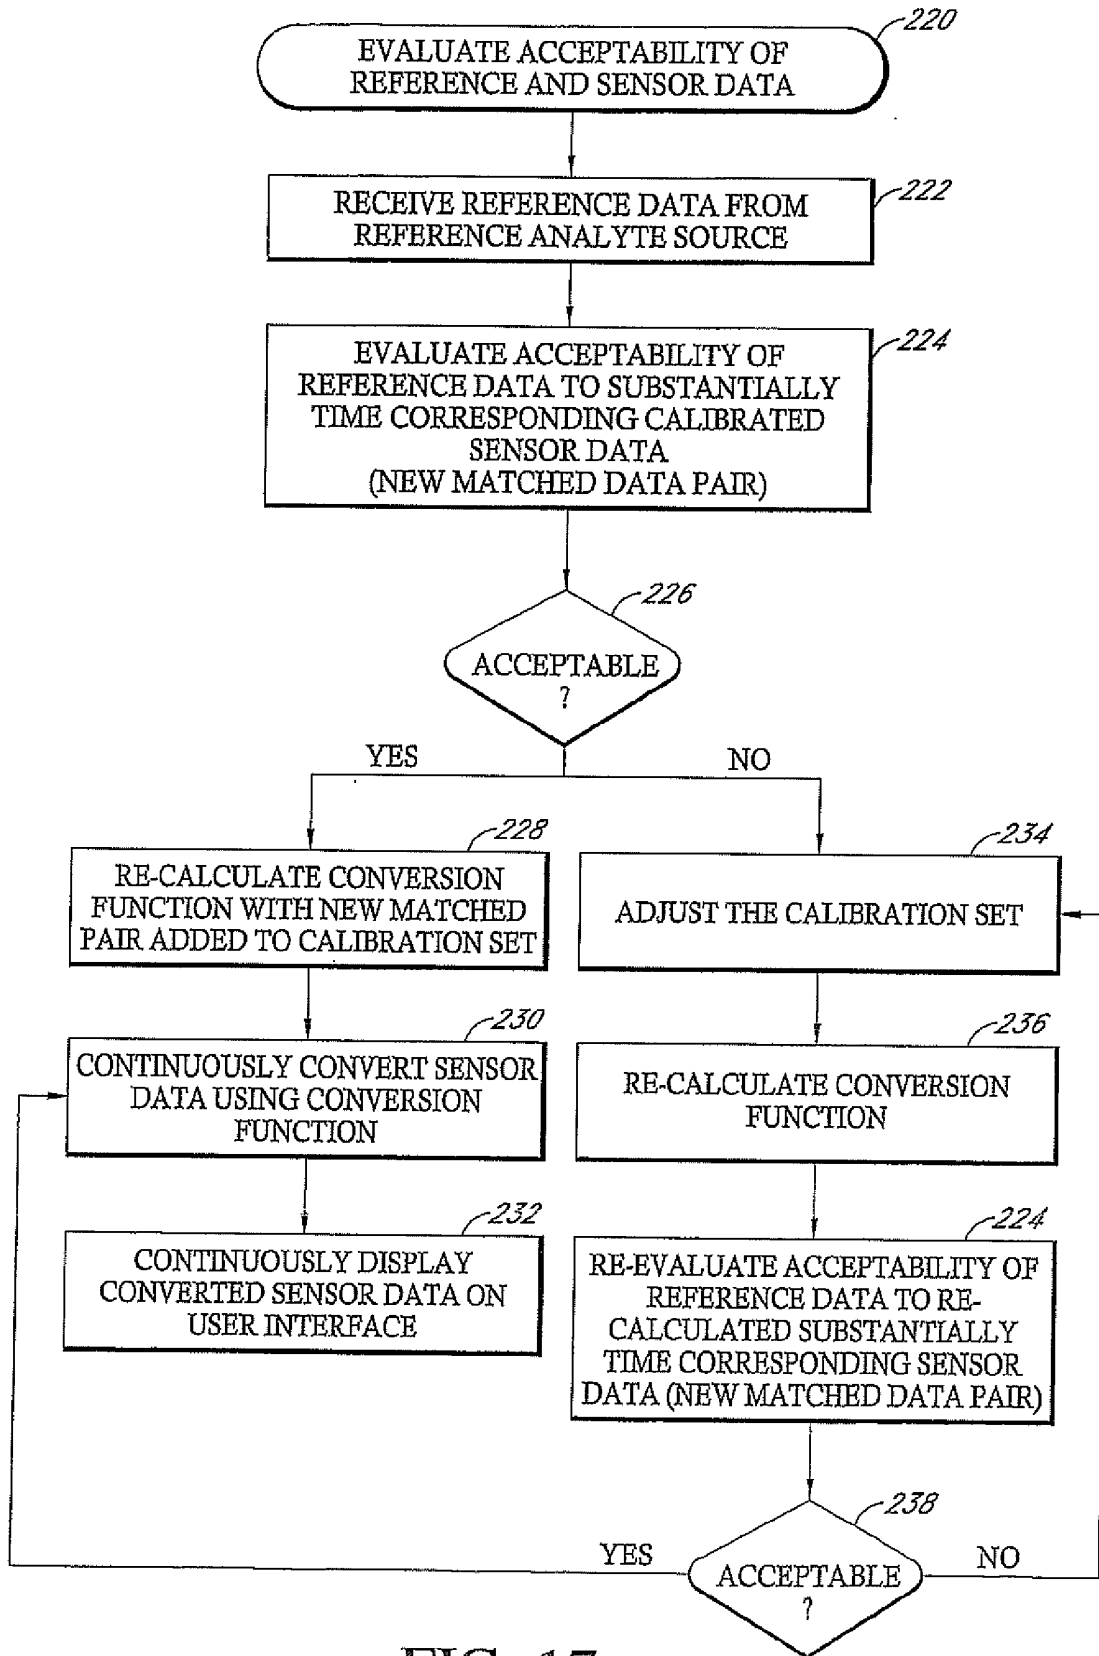 220
EVALUATE ACCEPTABILITY OF
REFERENCE AND SENSOR DATA
222
RECEIVE REFERENCE DATA FROM
REFERENCE ANALYTE SOURCE
224
EVALUATE ACCEPTABILITY OF
REFERENCE DATA TO SUBSTANTIALLY
TIME CORRESPONDING CALIBRATED
SENSOR DATA
(NEW MATCHED DATA PAIR)
226
ACCEPTABLE
?
YES
NO
228
RE-CALCULATE CONVERSION
FUNCTION WITH NEW MATCHED
PAIR ADDED TO CALIBRATION SET
234
ADJUST THE CALIBRATION SET
230
CONTINUOUSLY CONVERT SENSOR
DATA USING CONVERSION
FUNCTION
236
RE-CALCULATE CONVERSION
FUNCTION
232
CONTINUOUSLY DISPLAY
CONVERTED SENSOR DATA ON
USER INTERFACE
224
RE-EVALUATE ACCEPTABILITY OF
REFERENCE DATA TO RE-
CALCULATED SUBSTANTIALLY
TIME CORRESPONDING SENSOR
DATA (NEW MATCHED DATA PAIR)
238
YES
ACCEPTABLE
?
NO